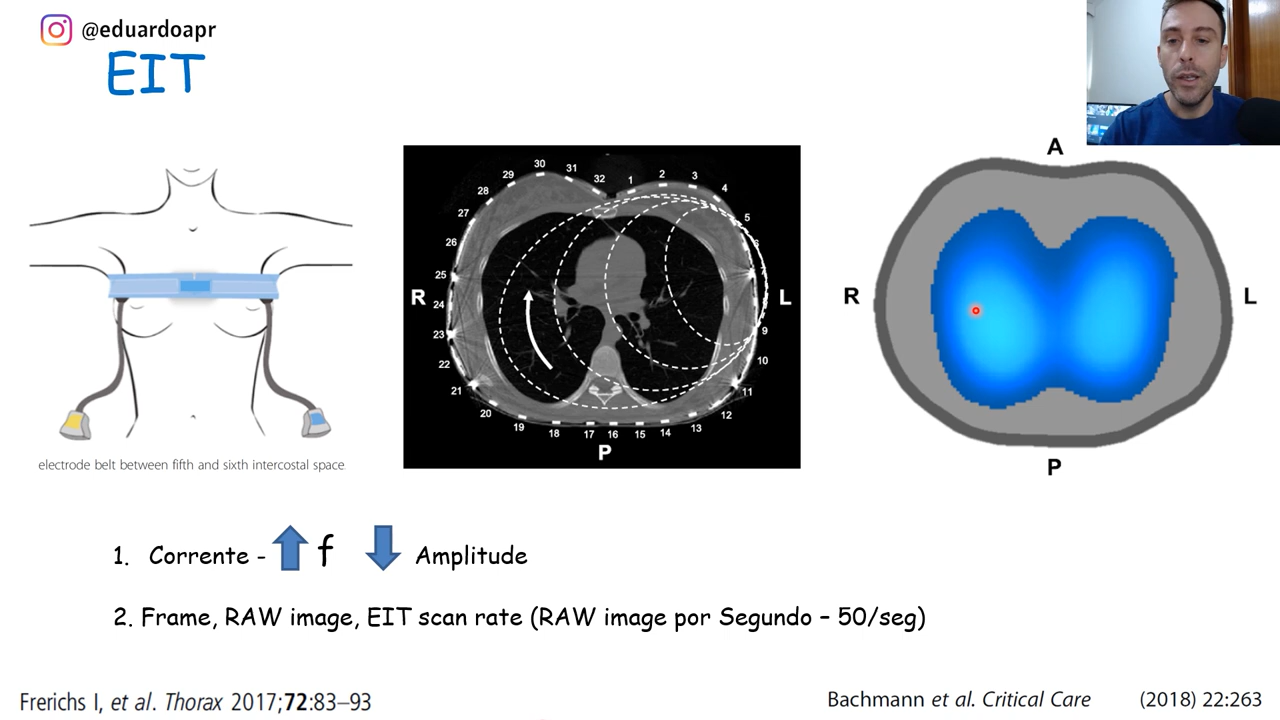 @eduardoapr
EIT
electrode belt between fifth and sixth intercostal space
30
31
32
1
2
3
4
5
29
28
27
26
25
24
23
22
21
20
19
18
17
16
15
14
13
12
11
10
9
R
L
P
A
R
L
P
1. Corrente - f Amplitude
2. Frame, RAW image, EIT scan rate (RAW image por Segundo – 50/seg)
Frerichs I, et al. Thorax 2017;72:83–93
Bachmann et al. Critical Care (2018) 22:263